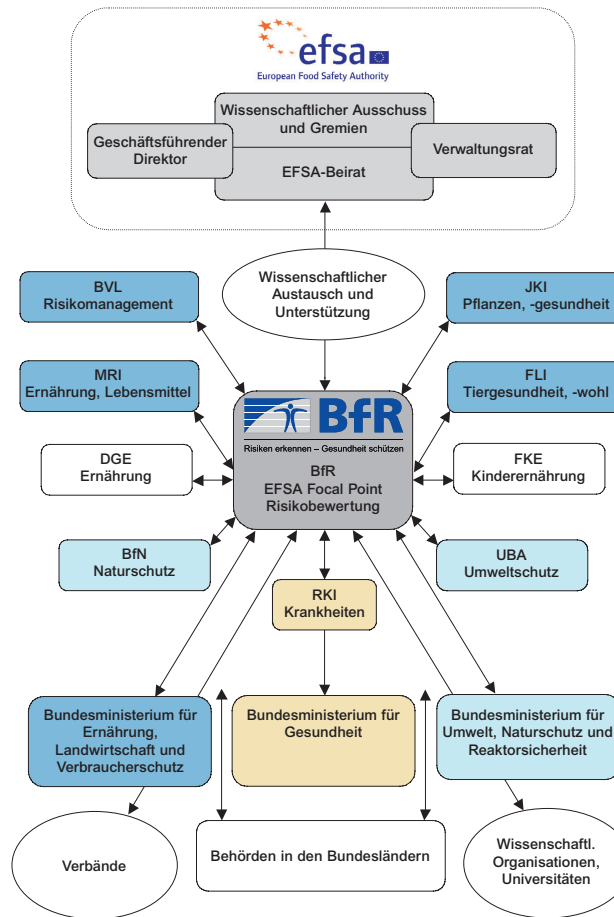 efsa
European Food Safety Authority
Wissenschaftlicher Ausschuss
und Gremien
Geschäftsführender
Direktor
Verwaltungsrat
EFSA-Beirat
Wissenschaftlicher
Austausch und
Unterstützung
BVL
Risikomanagement
JKI
Pflanzen, -gesundheit
MRI
Ernährung, Lebensmittel
FLI
Tiergesundheit, -wohl
BfR
Risiken erkennen – Gesundheit schützen
BfR
EFSA Focal Point
Risikobewertung
DGE
Ernährung
FKE
Kinderernährung
BfN
Naturschutz
UBA
Umweltschutz
RKI
Krankheiten
Bundesministerium für
Ernährung,
Landwirtschaft und
Verbraucherschutz
Bundesministerium für
Gesundheit
Bundesministerium für
Umwelt, Naturschutz und
Reaktorsicherheit
Verbände
Behörden in den Bundesländern
Wissenschaftl.
Organisationen,
Universitäten